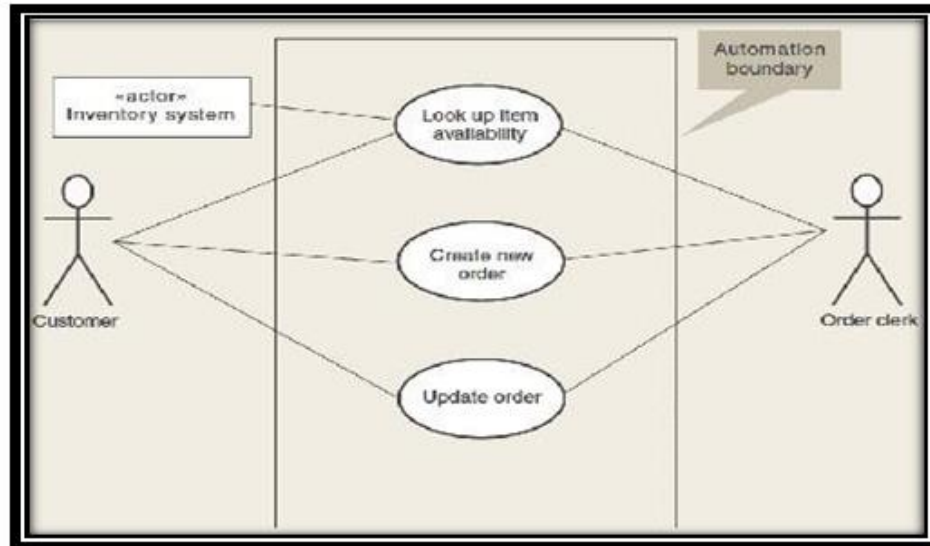 Automation
boundary
«actor»
Inventory system
Look up item
availability
Create new
order
Customer
Order clerk
Update order